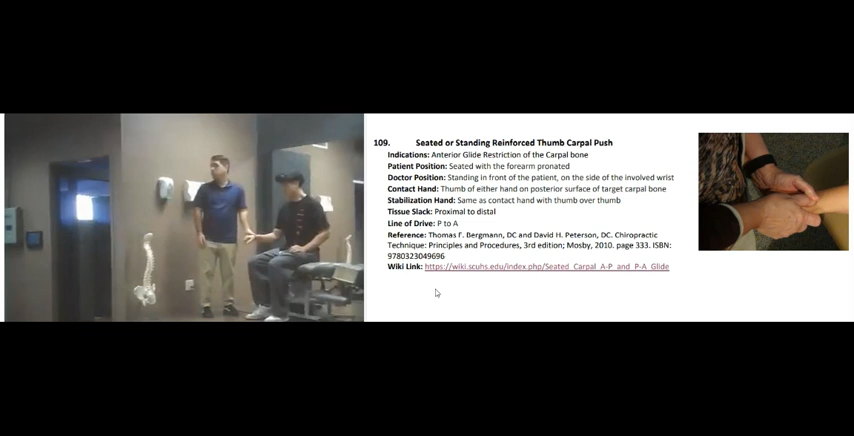 109. Seated or Standing Reinforced Thumb Carpal Push
Indications: Anterior Glide Restriction of the Carpal bone
Patient Position: Seated with the forearm pronated
Doctor Position: Standing in front of the patient, on the side of the involved wrist
Contact Hand: Thumb of either hand on posterior surface of target carpal bone
Stabilization Hand: Same as contact hand with thumb over thumb
Tissue Slack: Proximal to distal
Line of Drive: P to A
Reference: Thomas F. Bergmann, DC and David H. Peterson, DC. Chiropractic
Technique: Principles and Procedures, 3rd edition; Mosby, 2010. page 333. ISBN:
9780323049696
Wiki Link: https://wiki.scuhs.edu/index.php/Seated_Carpal_A-P_and_P-A_Glide